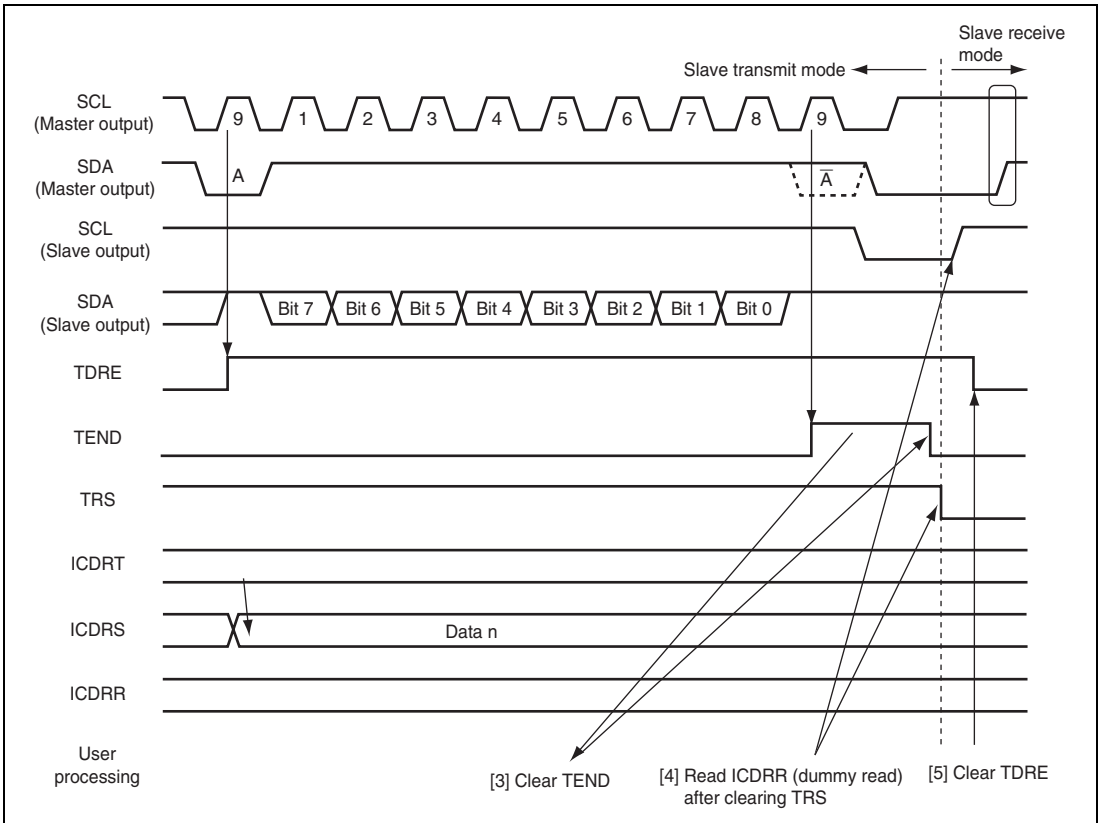 Slave receive
mode
Slave transmit mode
SCL
(Master output)
9 1 2 3 4 5 6 7 8 9
SDA
(Master output)
A A̅
SCL
(Slave output)
SDA
(Slave output)
Bit 7 Bit 6 Bit 5 Bit 4 Bit 3 Bit 2 Bit 1 Bit 0
TDRE
TEND
TRS
ICDRT
ICDRS
Data n
ICDRR
User
processing
[3] Clear TEND
[4] Read ICDRR (dummy read)
after clearing TRS
[5] Clear TDRE